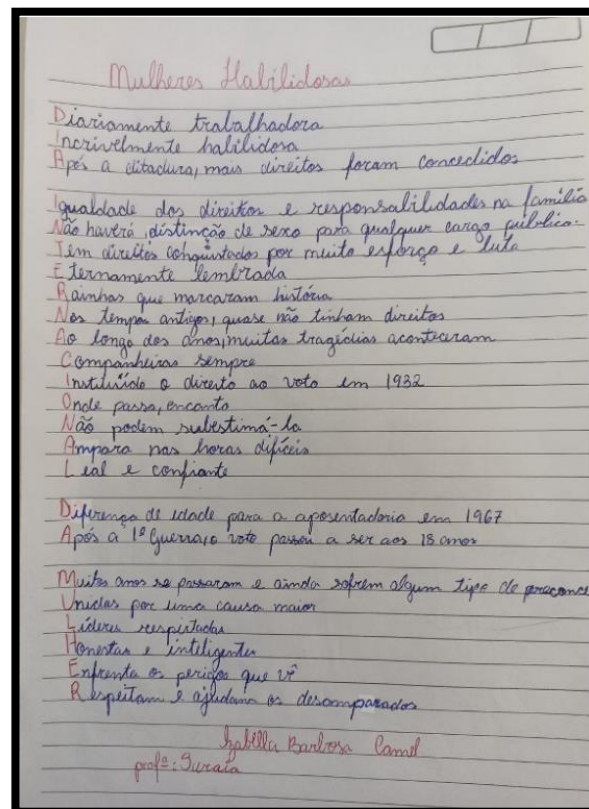 Mulheres Habilidosas
Diariamente trabalhadora
Incrivelmente habilidosa
Após a ditadura, mais direitos foram concedidos
Igualdade dos direitos e responsabilidades na família
Não haverá distinção de sexo para qualquer cargo público.
Têm direitos conquistados por muito esforço e luta
Eternamente lembrada
Rainhas que marcaram história
Nos tempos antigos, quase não tinham direitos
Ao longo dos anos, muitas tragédias aconteceram
Companheiras sempre
Instituído o direito ao voto em 1932
Onde passa, encanta
Não podem subestimá-la
Ampara nas horas difíceis
Leal e confiante
Diferença de idade para a aposentadoria em 1967
Após a 1º Guerra, o voto passou a ser aos 18 anos
Muitos anos se passaram e ainda sofrem algum tipo de preconce
Unidas por uma causa maior
Líderes respeitadas
Honestas e inteligentes
Enfrenta os perigos que vê
Respeitam e ajudam os desamparados
Izabella Barbosa Camel
profª: Suraia